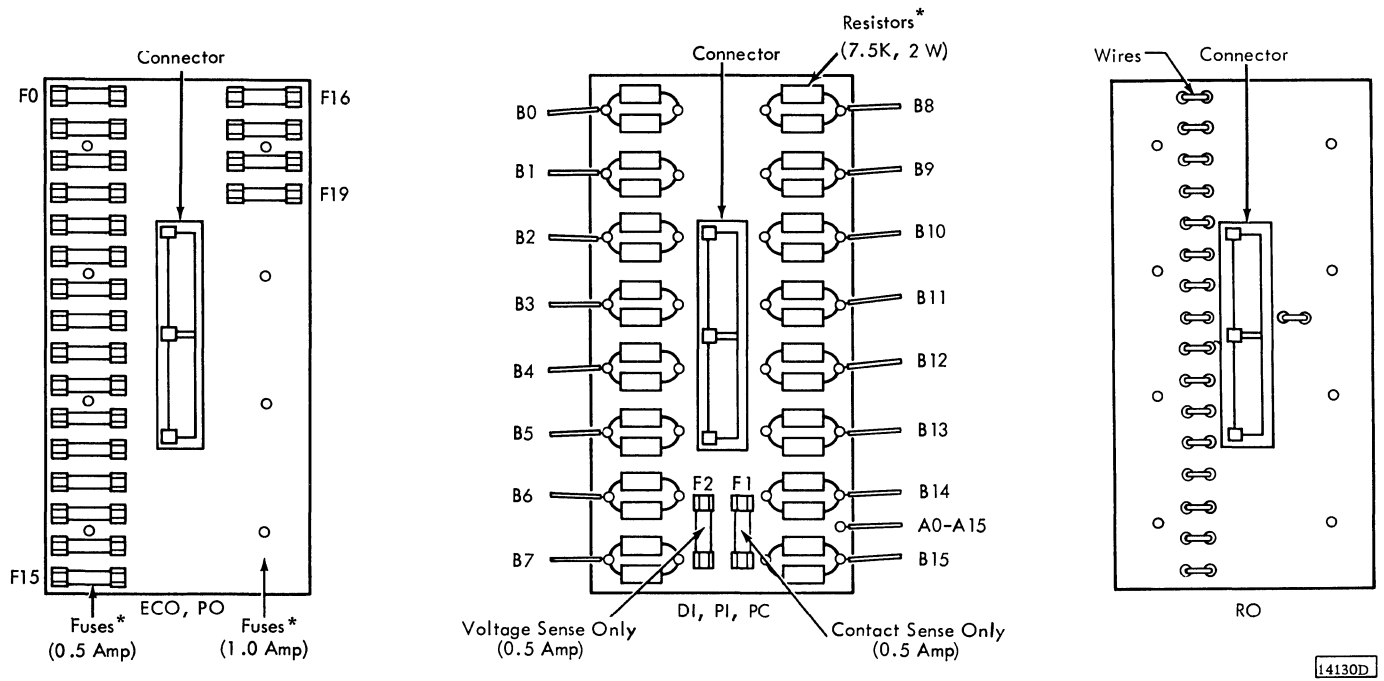 Connector
F0
F16
F19
F15
Fuses*
(0.5 Amp)
ECO, PO
Fuses*
(1.0 Amp)
Resistors*
(7.5K, 2 W)
Connector
B0
B8
B1
B9
B2
B10
B3
B11
B4
B12
B5
B13
B6
F2
F1
B14
A0-A15
B7
B15
DI, PI, PC
Voltage Sense Only
(0.5 Amp)
Contact Sense Only
(0.5 Amp)
Wires
Connector
RO
14130D